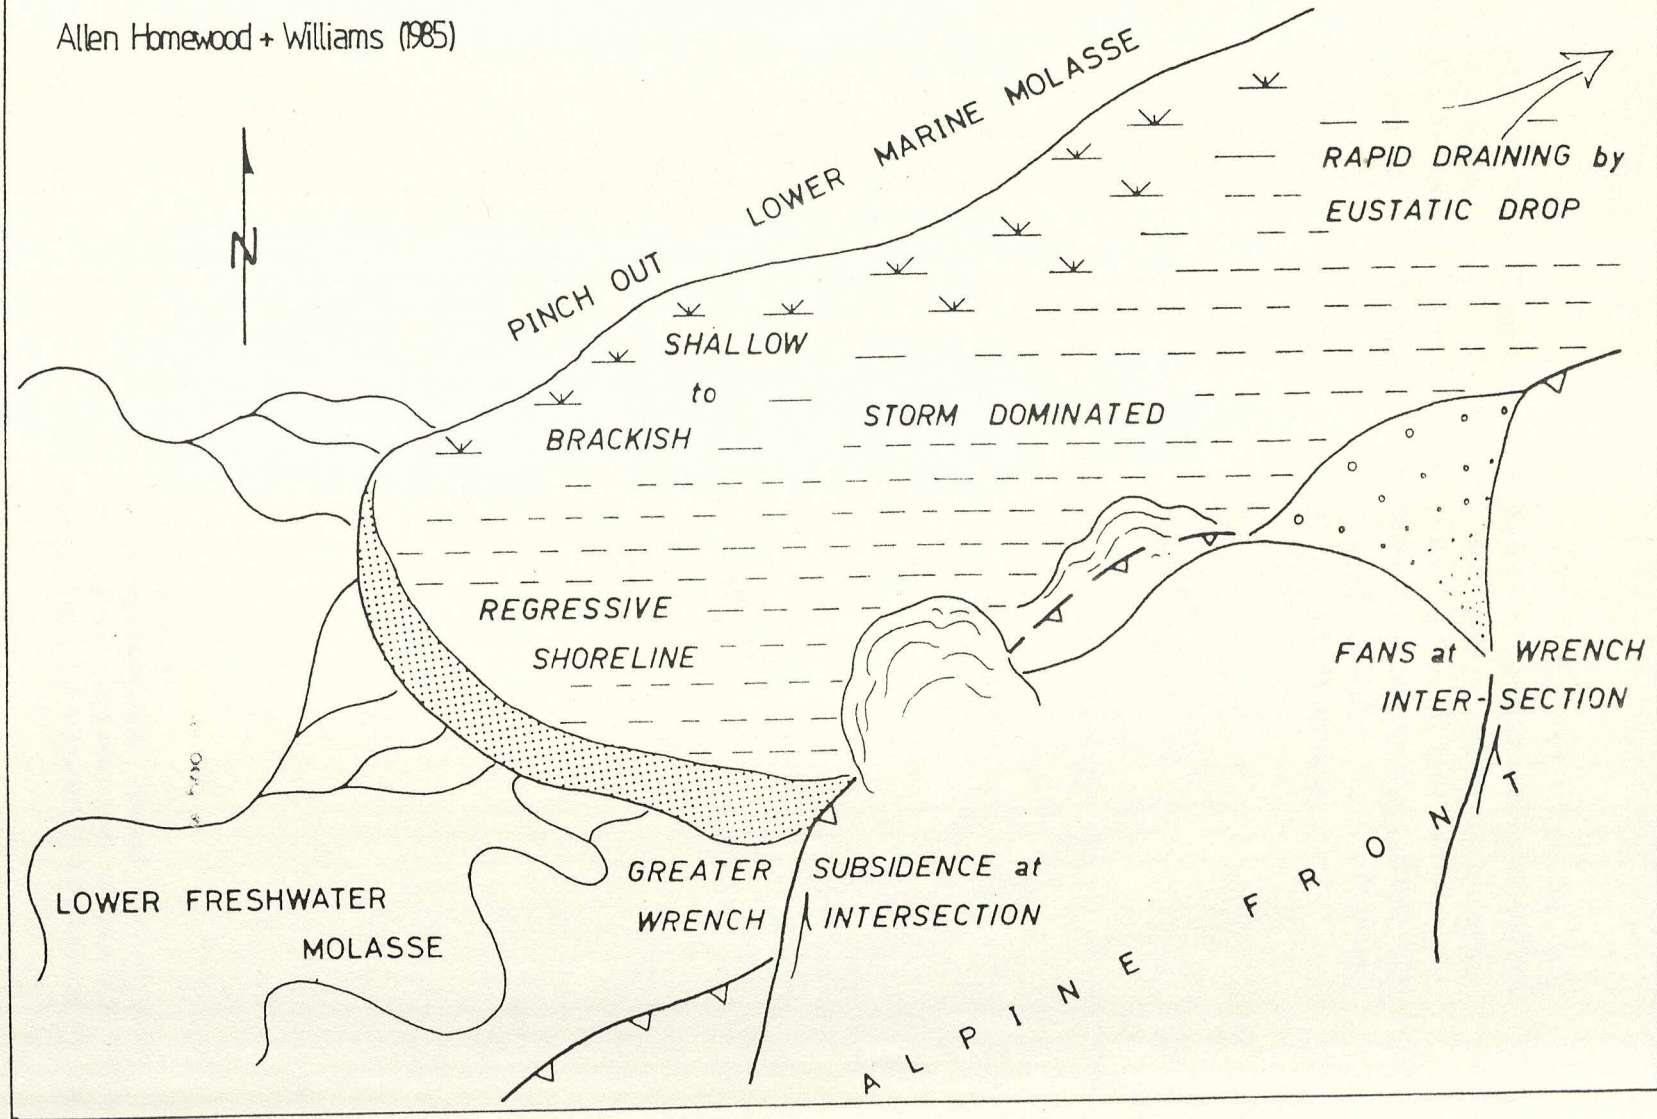 Allen Homewood + Williams (1985)
N
PINCH OUT LOWER MARINE MOLASSE
RAPID DRAINING by
EUSTATIC DROP
SHALLOW
to
BRACKISH
STORM DOMINATED
REGRESSIVE
SHORELINE
FANS at WRENCH
INTER-SECTION
GREATER SUBSIDENCE at
WRENCH INTERSECTION
LOWER FRESHWATER
MOLASSE
ALPINE FRONT